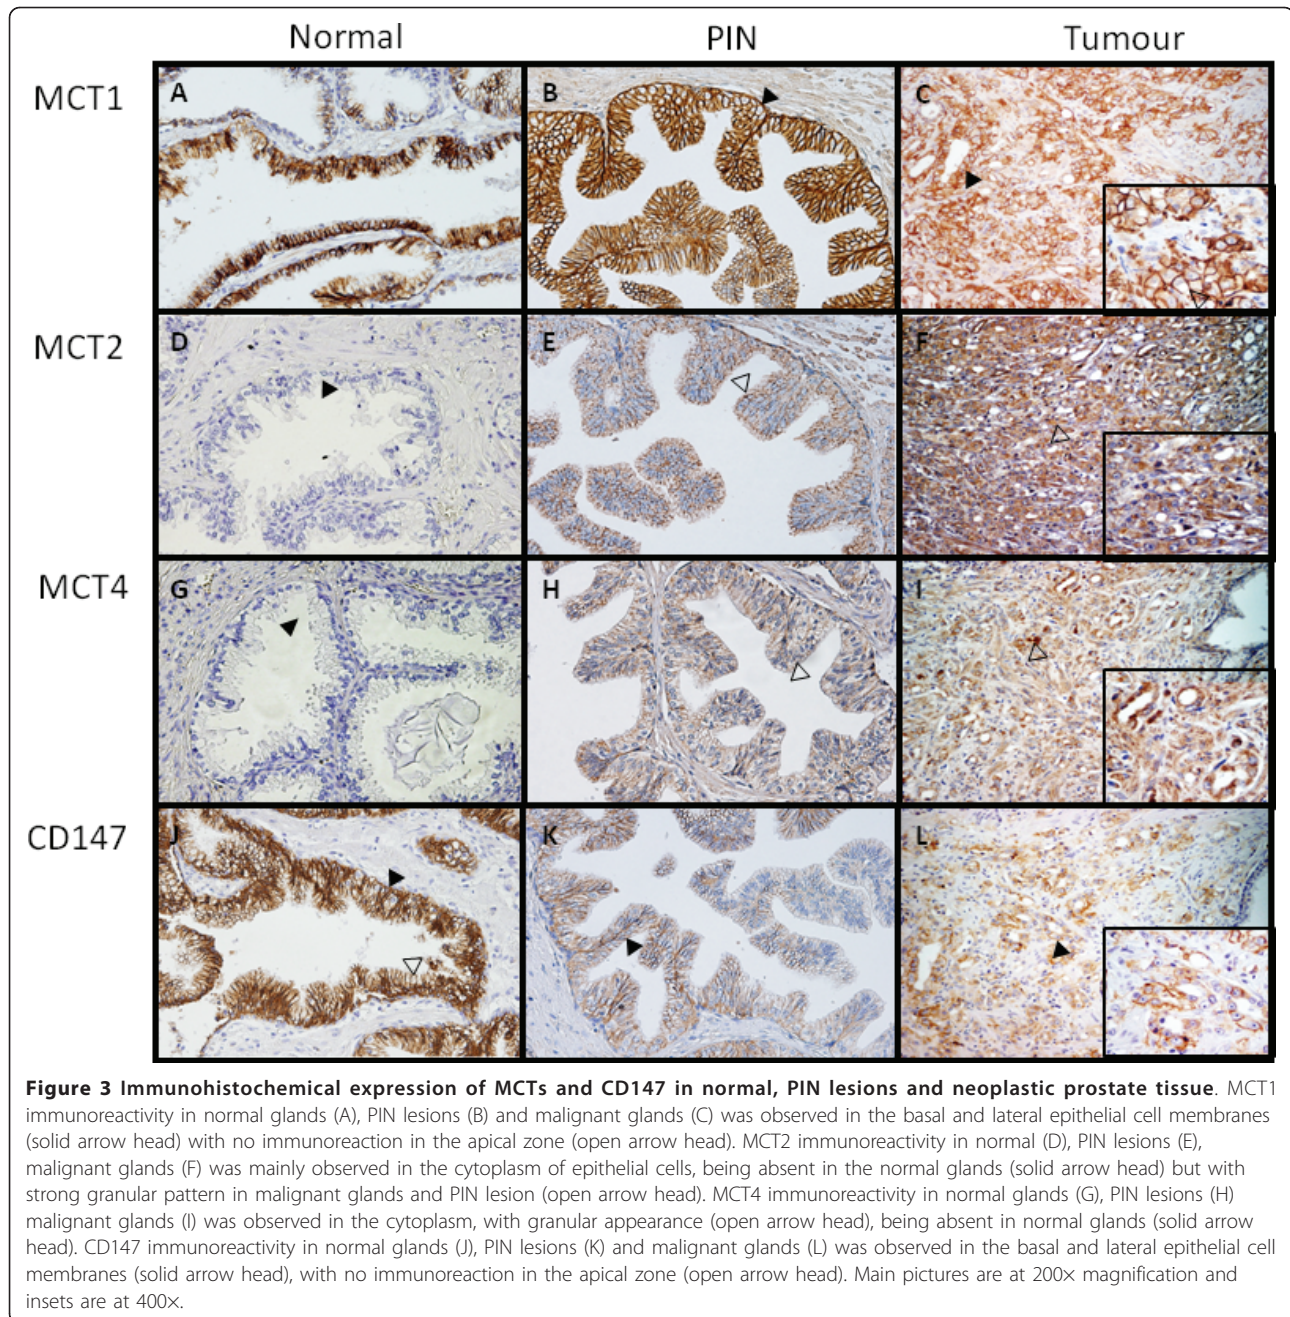 Normal PIN Tumour
MCT1 A B C
MCT2 D E F
MCT4 G H I
CD147 J K L
Figure 3 Immunohistochemical expression of MCTs and CD147 in normal, PIN lesions and neoplastic prostate tissue. MCT1
immunoreactivity in normal glands (A), PIN lesions (B) and malignant glands (C) was observed in the basal and lateral epithelial cell membranes
(solid arrow head) with no immunoreaction in the apical zone (open arrow head). MCT2 immunoreactivity in normal (D), PIN lesions (E),
malignant glands (F) was mainly observed in the cytoplasm of epithelial cells, being absent in the normal glands (solid arrow head) but with
strong granular pattern in malignant glands and PIN lesion (open arrow head). MCT4 immunoreactivity in normal glands (G), PIN lesions (H)
malignant glands (I) was observed in the cytoplasm, with granular appearance (open arrow head), being absent in normal glands (solid arrow
head). CD147 immunoreactivity in normal glands (J), PIN lesions (K) and malignant glands (L) was observed in the basal and lateral epithelial cell
membranes (solid arrow head), with no immunoreaction in the apical zone (open arrow head). Main pictures are at 200× magnification and
insets are at 400×.